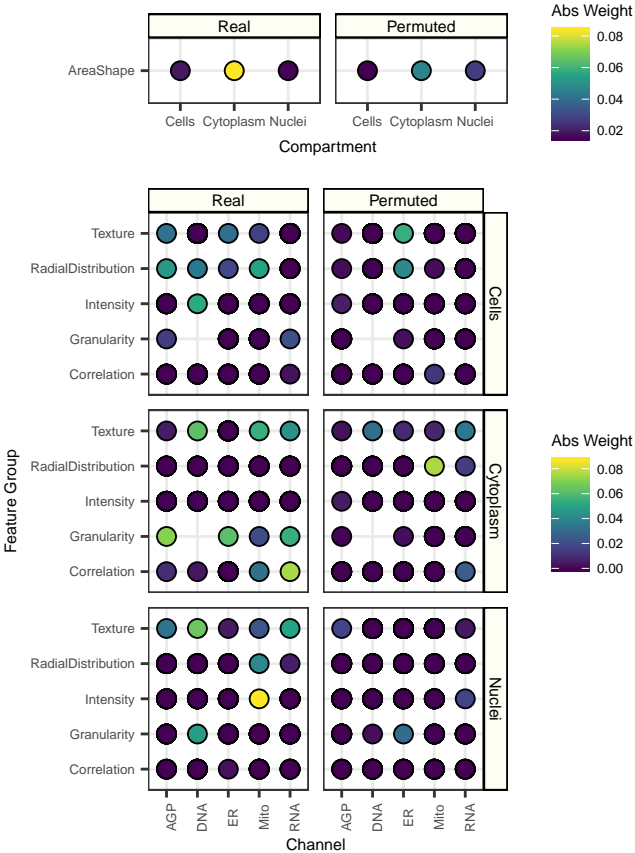 Real Permuted
AreaShape
Cells Cytoplasm Nuclei Cells Cytoplasm Nuclei
Compartment
Abs Weight
0.08
0.06
0.04
0.02
Real Permuted
Texture
RadialDistribution
Intensity
Granularity
Correlation
Cells
Texture
RadialDistribution
Intensity
Granularity
Correlation
Cytoplasm
Texture
RadialDistribution
Intensity
Granularity
Correlation
Nuclei
Feature Group
AGP DNA ER Mito RNA AGP DNA ER Mito RNA
Channel
Abs Weight
0.08
0.06
0.04
0.02
0.00